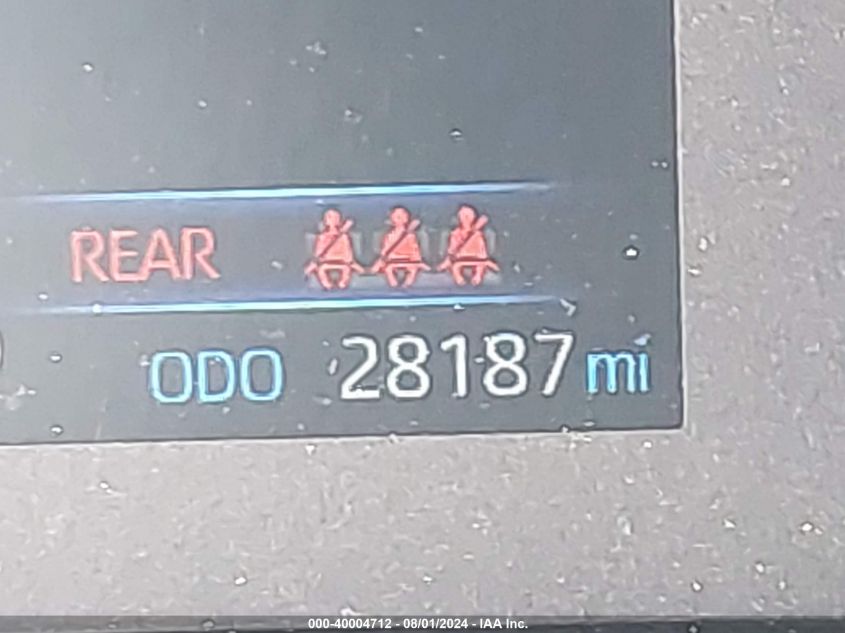 REAR
ODO 28187 mi
000-40004712 - 08/01/2024 - IAA Inc.